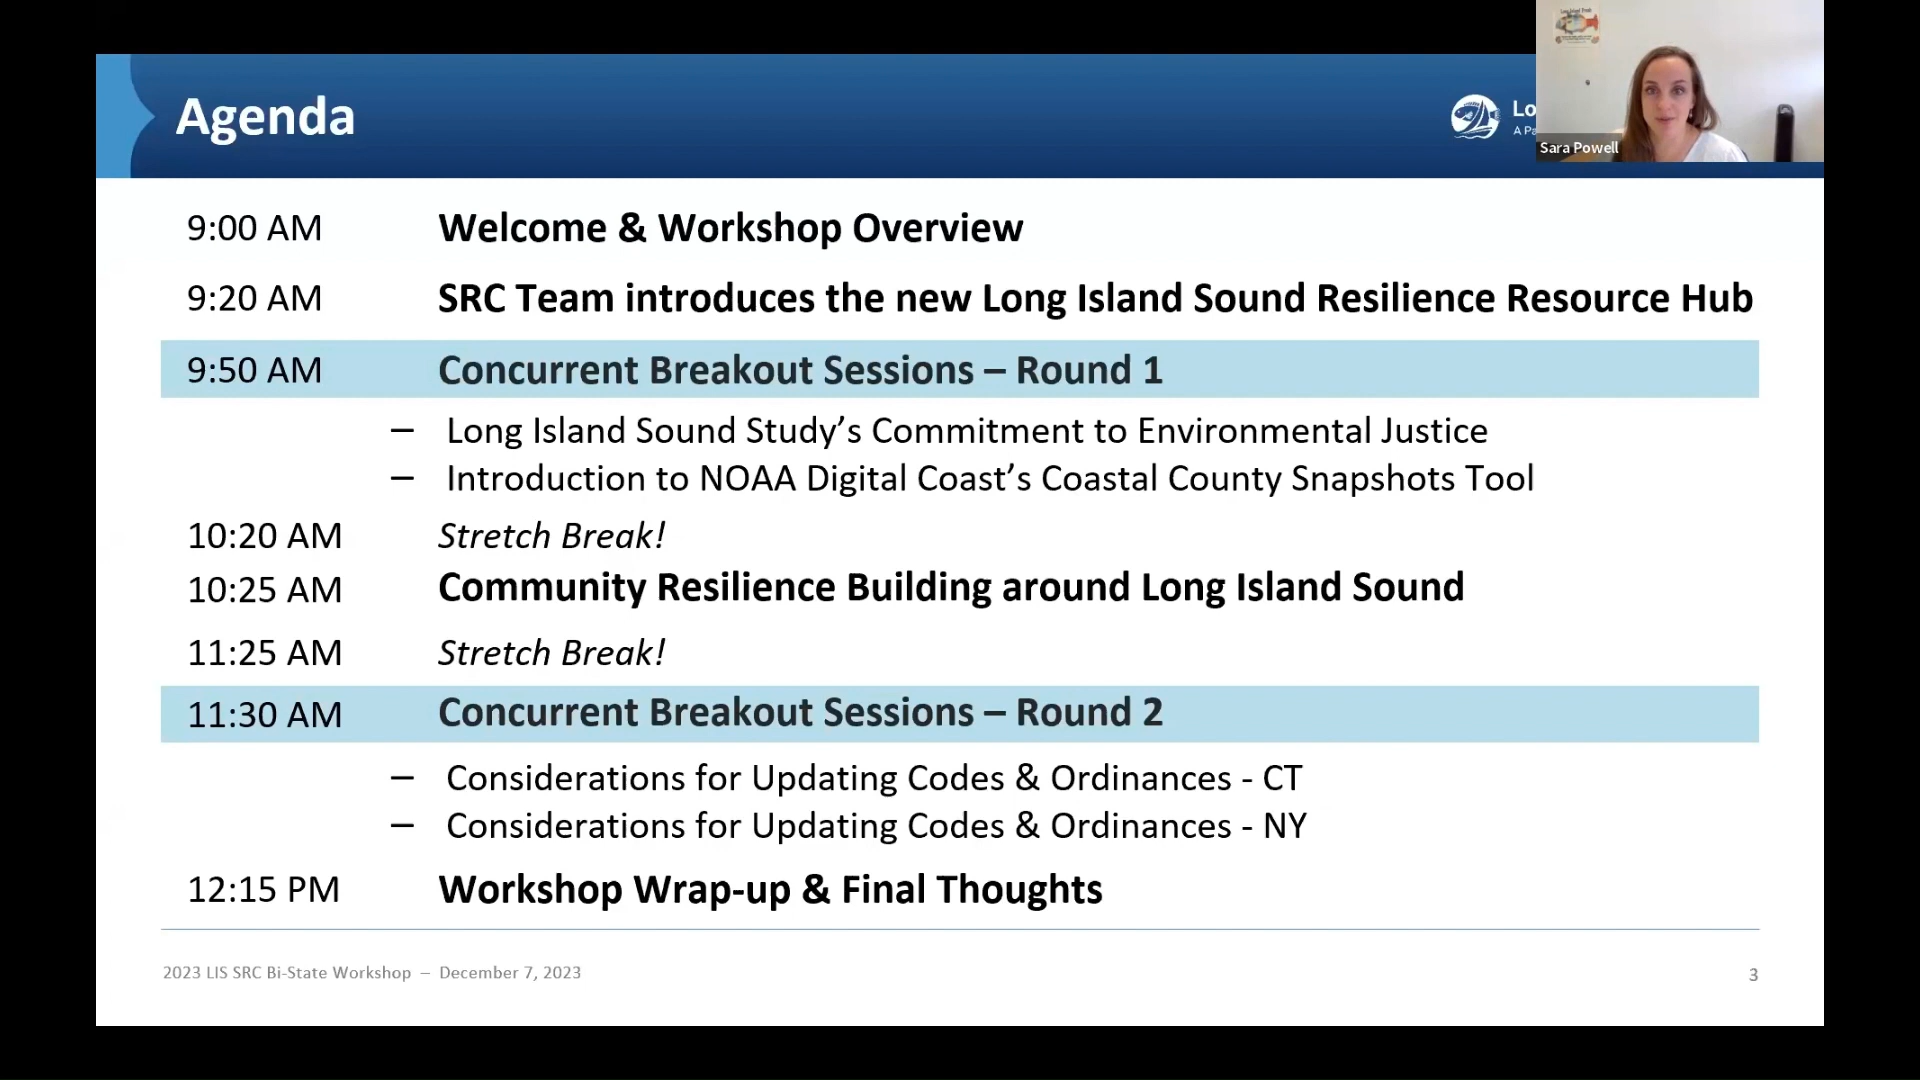 Agenda
Lo
A Pa
Sara Powell
9:00 AM Welcome & Workshop Overview
9:20 AM SRC Team introduces the new Long Island Sound Resilience Resource Hub
9:50 AM Concurrent Breakout Sessions – Round 1
– Long Island Sound Study’s Commitment to Environmental Justice
– Introduction to NOAA Digital Coast’s Coastal County Snapshots Tool
10:20 AM Stretch Break!
10:25 AM Community Resilience Building around Long Island Sound
11:25 AM Stretch Break!
11:30 AM Concurrent Breakout Sessions – Round 2
– Considerations for Updating Codes & Ordinances - CT
– Considerations for Updating Codes & Ordinances - NY
12:15 PM Workshop Wrap-up & Final Thoughts
2023 LIS SRC Bi-State Workshop – December 7, 2023
3